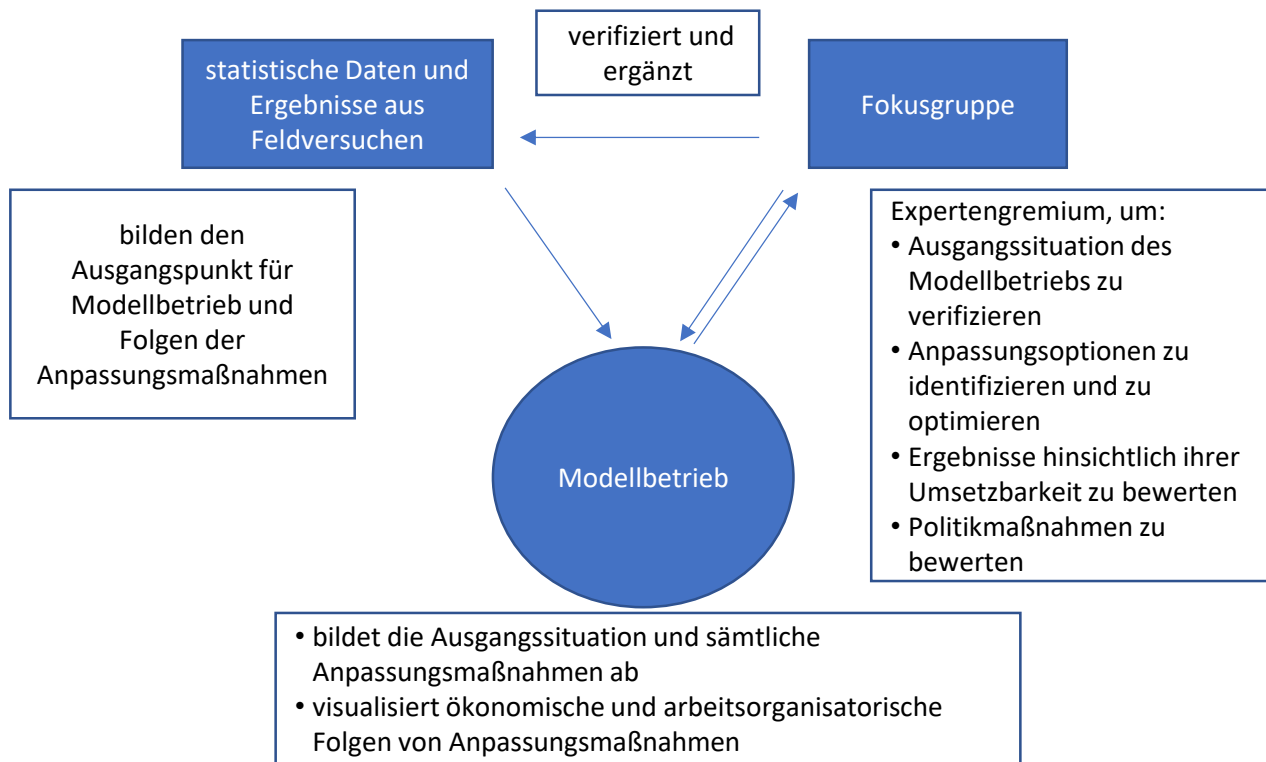 verifiziert und
ergänzt
statistische Daten und
Ergebnisse aus
Feldversuchen
Fokusgruppe
bilden den
Ausgangspunkt für
Modellbetrieb und
Folgen der
Anpassungsmaßnahmen
Expertengremium, um:
• Ausgangssituation des
Modellbetriebs zu
verifizieren
• Anpassungsoptionen zu
identifizieren und zu
optimieren
• Ergebnisse hinsichtlich ihrer
Umsetzbarkeit zu bewerten
• Politikmaßnahmen zu
bewerten
Modellbetrieb
• bildet die Ausgangssituation und sämtliche
Anpassungsmaßnahmen ab
• visualisiert ökonomische und arbeitsorganisatorische
Folgen von Anpassungsmaßnahmen